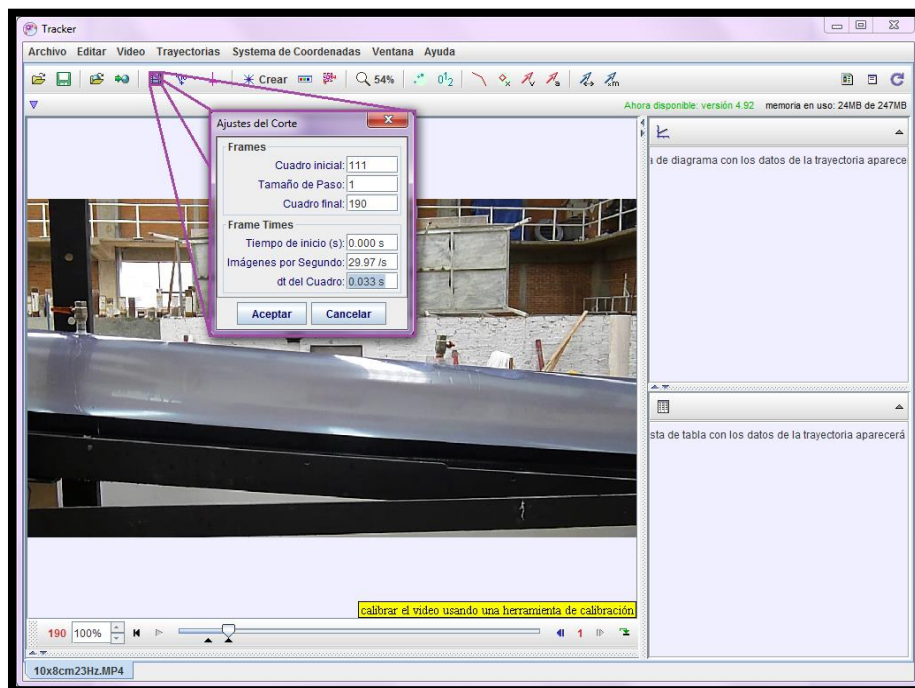 Tracker
Archivo Editar Video Trayectorias Systema de Coordenadas Ventana Ayuda
Crear 54% 0¹2 v a m
Ahora disponible: versión 4.92 memoria en uso: 24MB de 247MB
Ajustes del Corte
Frames
Cuadro inicial: 111
Tamaño de Paso: 1
Cuadro final: 190
Frame Times
Tiempo de inicio (s): 0.000 s
Imágenes por Segundo: 29.97 /s
dt del Cuadro: 0.033 s
Aceptar Cancelar
a de diagrama con los datos de la trayectoria aparece
sta de tabla con los datos de la trayectoria aparecerá
calibrar el video usando una herramienta de calibración
190 100% 1
10x8cm23Hz.MP4